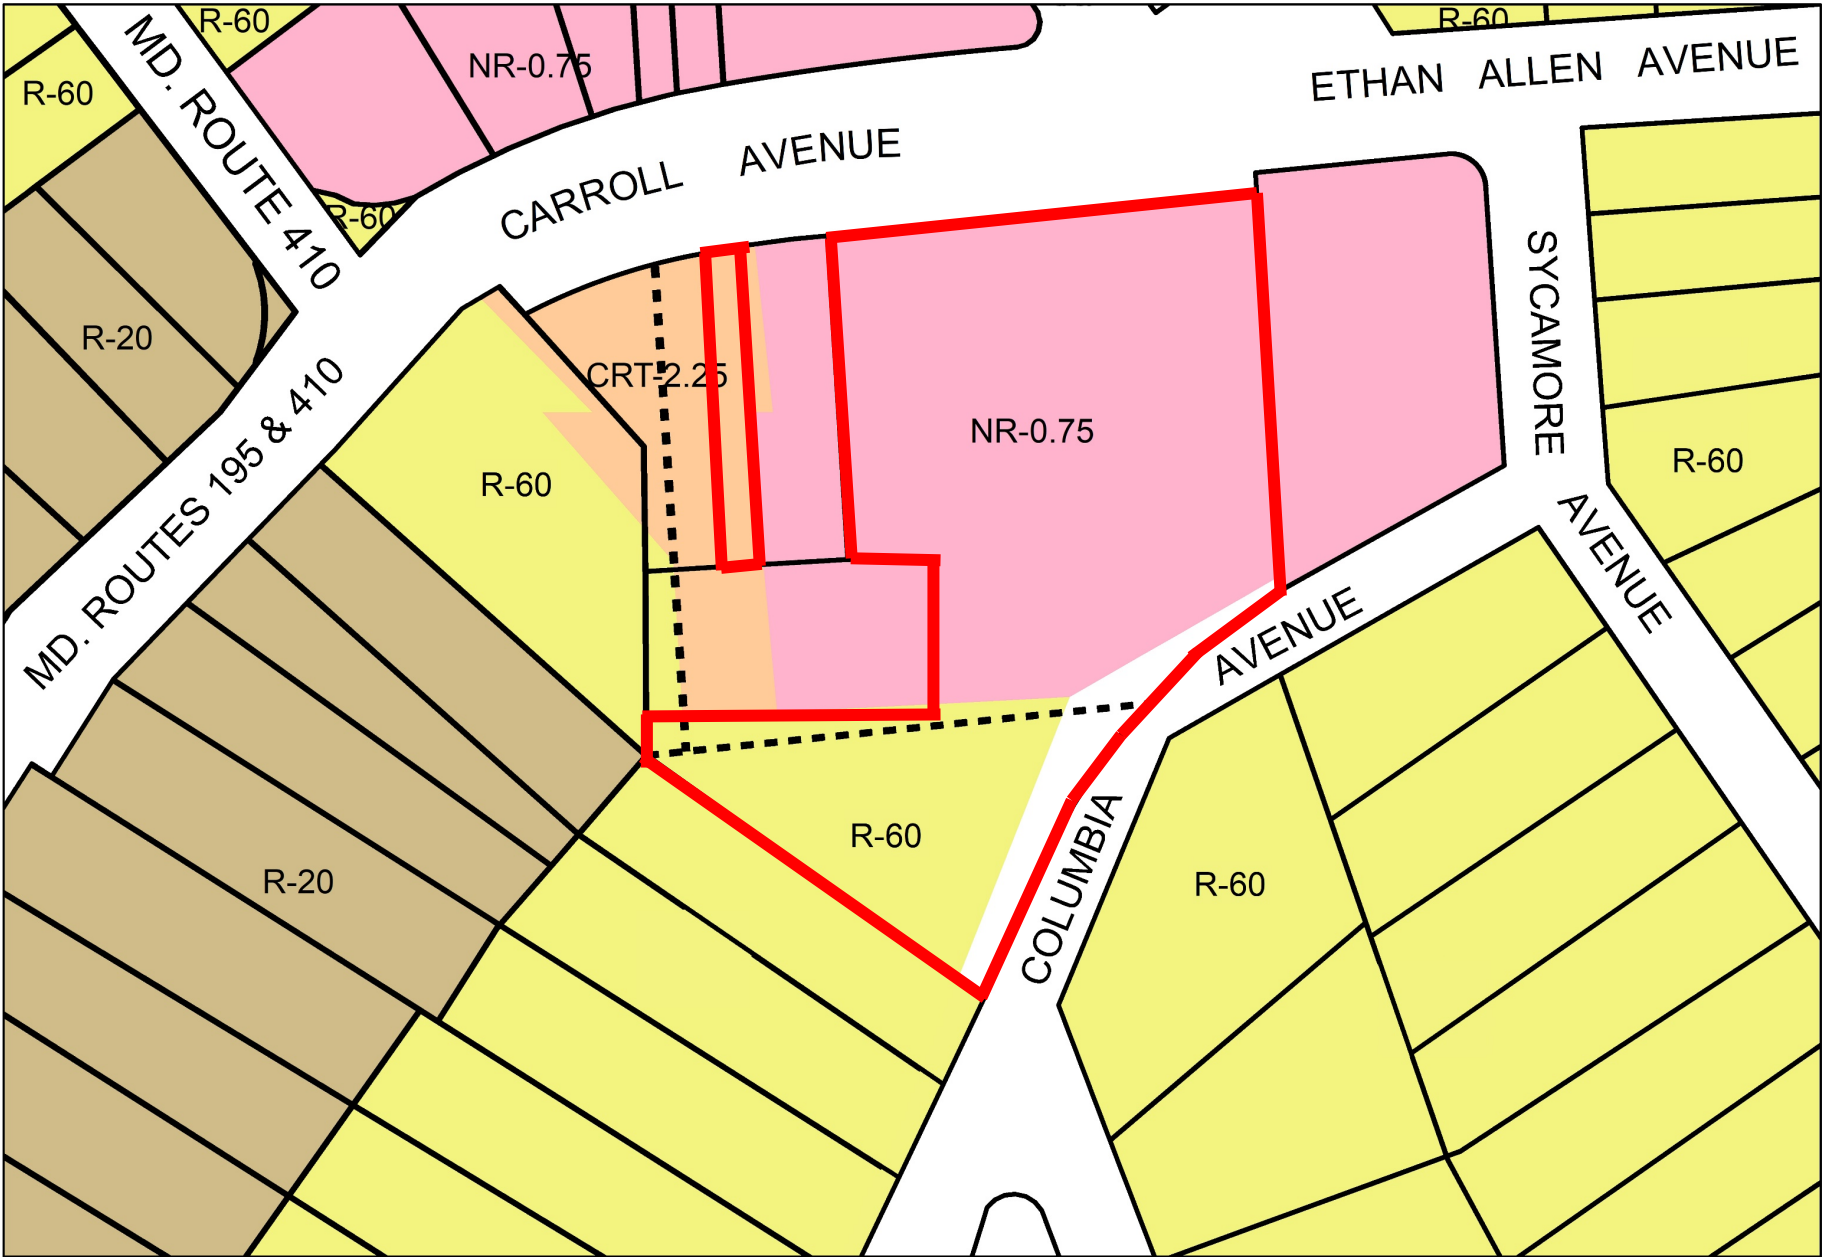 R-60
R-60
NR-0.75
R-60
ETHAN ALLEN AVENUE
R-60
MD. ROUTE 410
CARROLL AVENUE
R-60
SYCAMORE AVENUE
R-20
CRT-2.25
NR-0.75
R-60
R-60
MD. ROUTES 195 & 410
COLUMBIA AVENUE
R-60
R-20
R-60